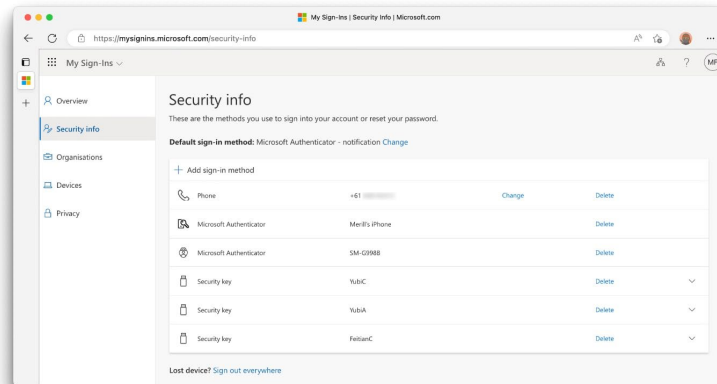 My Sign-Ins | Security Info | Microsoft.com
https://mysignins.microsoft.com/security-info
My Sign-Ins
?
MF
Overview
Security info
Organisations
Devices
Privacy
Security info
These are the methods you use to sign into your account or reset your password.
Default sign-in method: Microsoft Authenticator - notification Change
Add sign-in method
Phone +61 Change Delete
Microsoft Authenticator Merill's iPhone Delete
Microsoft Authenticator SM-G9988 Delete
Security key YubiC Delete
Security key YubiA Delete
Security key FeitianC Delete
Lost device? Sign out everywhere